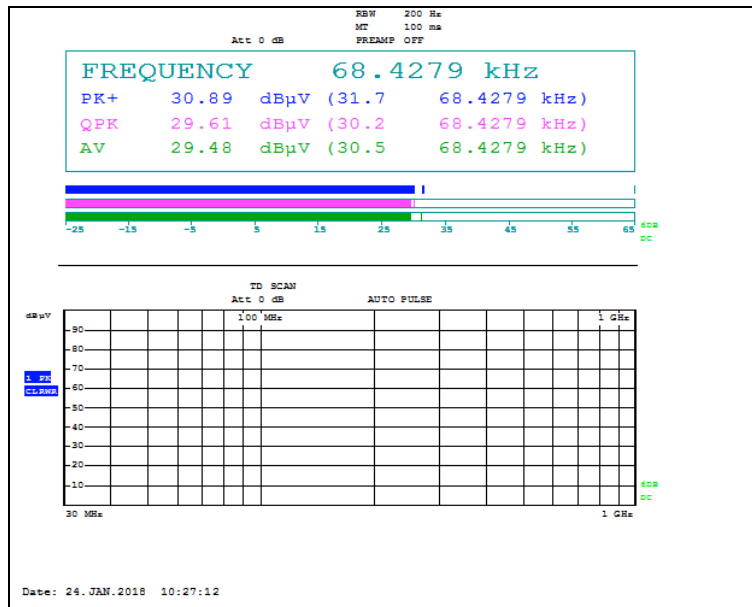 RBW 200 Hz
MT 100 ms
Att 0 dB PREAMP OFF
FREQUENCY 68.4279 kHz
PK+ 30.89 dBµV (31.7 68.4279 kHz)
QPK 29.61 dBµV (30.2 68.4279 kHz)
AV 29.48 dBµV (30.5 68.4279 kHz)
-25 -15 -5 5 15 25 35 45 55 65
6DB
DC
TD SCAN
Att 0 dB AUTO PULSE
dBµV 100 MHz 1 GHz
90
80
70
1 PK
60
CLRWR
50
40
30
20
10
6DB
DC
30 MHz 1 GHz
Date: 24.JAN.2018 10:27:12